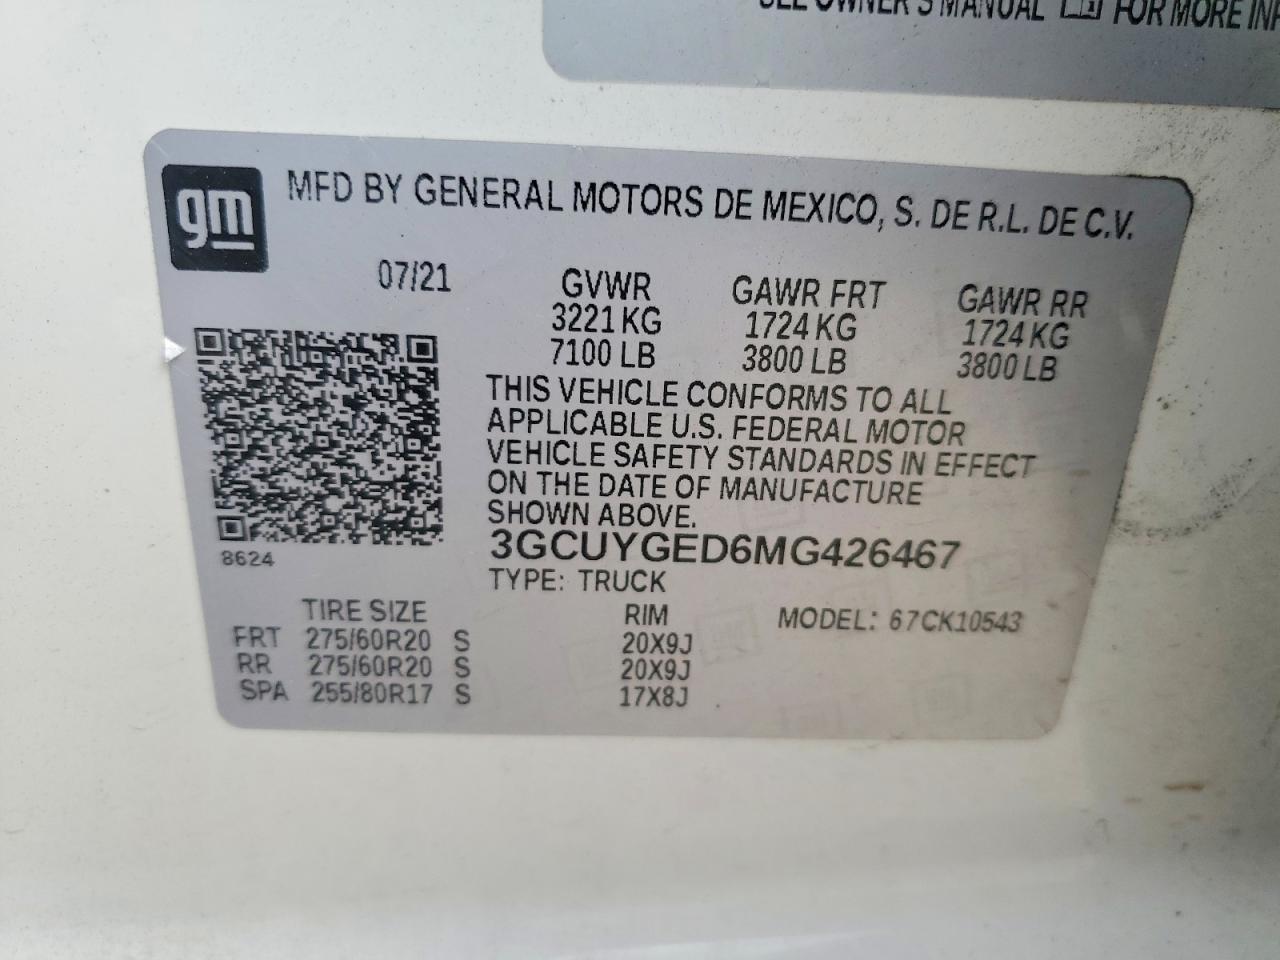 SEE OWNER'S MANUAL FOR MORE INF
gm
MFD BY GENERAL MOTORS DE MEXICO, S. DE R.L. DE C.V.
07/21
GVWR GAWR FRT GAWR RR
3221 KG 1724 KG 1724 KG
7100 LB 3800 LB 3800 LB
THIS VEHICLE CONFORMS TO ALL
APPLICABLE U.S. FEDERAL MOTOR
VEHICLE SAFETY STANDARDS IN EFFECT
ON THE DATE OF MANUFACTURE
SHOWN ABOVE.
3GCUYGED6MG426467
8624
TYPE: TRUCK
TIRE SIZE RIM MODEL: 67CK10543
FRT 275/60R20 S 20X9J
RR 275/60R20 S 20X9J
SPA 255/80R17 S 17X8J